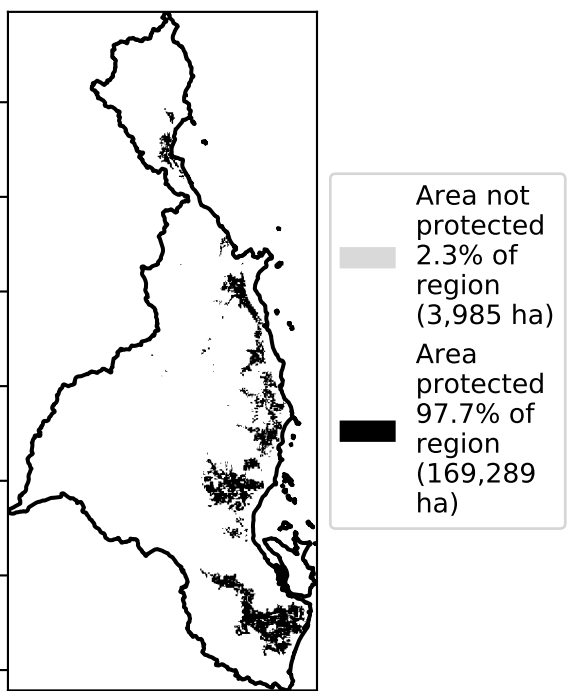 Area not
protected
2.3% of
region
(3,985 ha)
Area
protected
97.7% of
region
(169,289
ha)